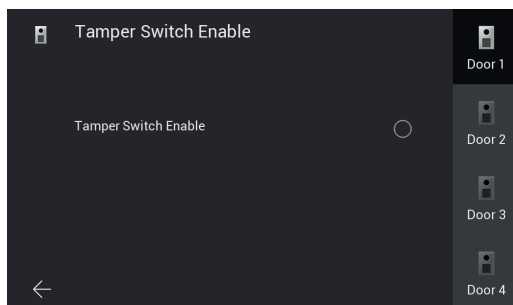 Tamper Switch Enable
Door 1
Tamper Switch Enable
Door 2
Door 3
Door 4